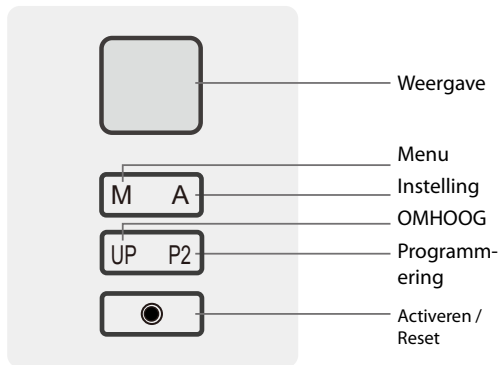 Weergave
Menu
M A
Instelling
OMHOOG
UP P2
Programm-
ering
Activeren /
Reset